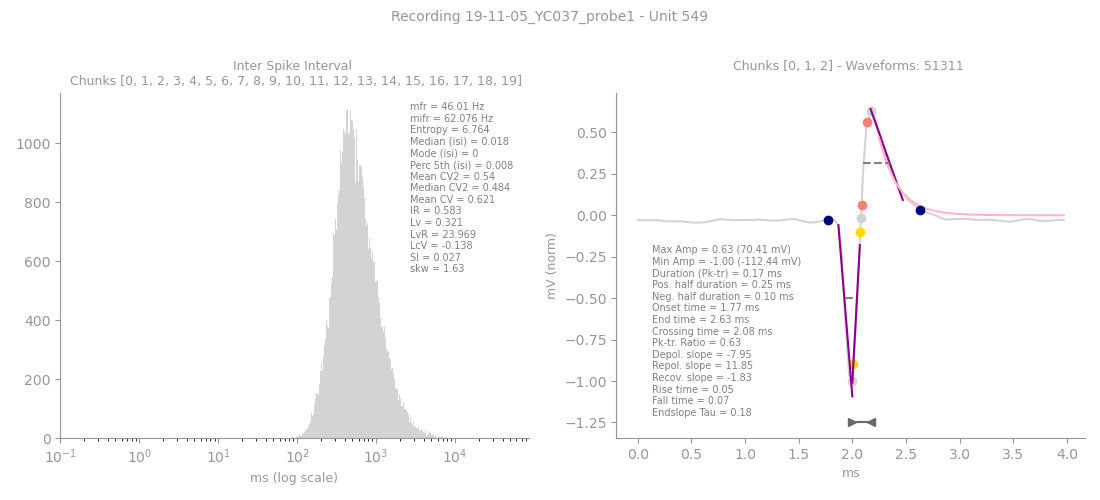 Recording 19-11-05_YC037_probe1 - Unit 549
Inter Spike Interval
Chunks [0, 1, 2, 3, 4, 5, 6, 7, 8, 9, 10, 11, 12, 13, 14, 15, 16, 17, 18, 19]
mfr = 46.01 Hz
mifr = 62.076 Hz
Entropy = 6.764
Median (isi) = 0.018
Mode (isi) = 0
Perc 5th (isi) = 0.008
Mean CV2 = 0.54
Median CV2 = 0.484
Mean CV = 0.621
IR = 0.583
Lv = 0.321
LvR = 23.969
LcV = -0.138
SI = 0.027
skw = 1.63
1000
800
600
400
200
0
10⁻¹ 10⁰ 10¹ 10² 10³ 10⁴
ms (log scale)
Chunks [0, 1, 2] - Waveforms: 51311
mV (norm)
0.50
0.25
0.00
−0.25
−0.50
−0.75
−1.00
−1.25
Max Amp = 0.63 (70.41 mV)
Min Amp = -1.00 (-112.44 mV)
Duration (Pk-tr) = 0.17 ms
Pos. half duration = 0.25 ms
Neg. half duration = 0.10 ms
Onset time = 1.77 ms
End time = 2.63 ms
Crossing time = 2.08 ms
Pk-tr. Ratio = 0.63
Depol. slope = -7.95
Repol. slope = 11.85
Recov. slope = -1.83
Rise time = 0.05
Fall time = 0.07
Endslope Tau = 0.18
0.0 0.5 1.0 1.5 2.0 2.5 3.0 3.5 4.0
ms